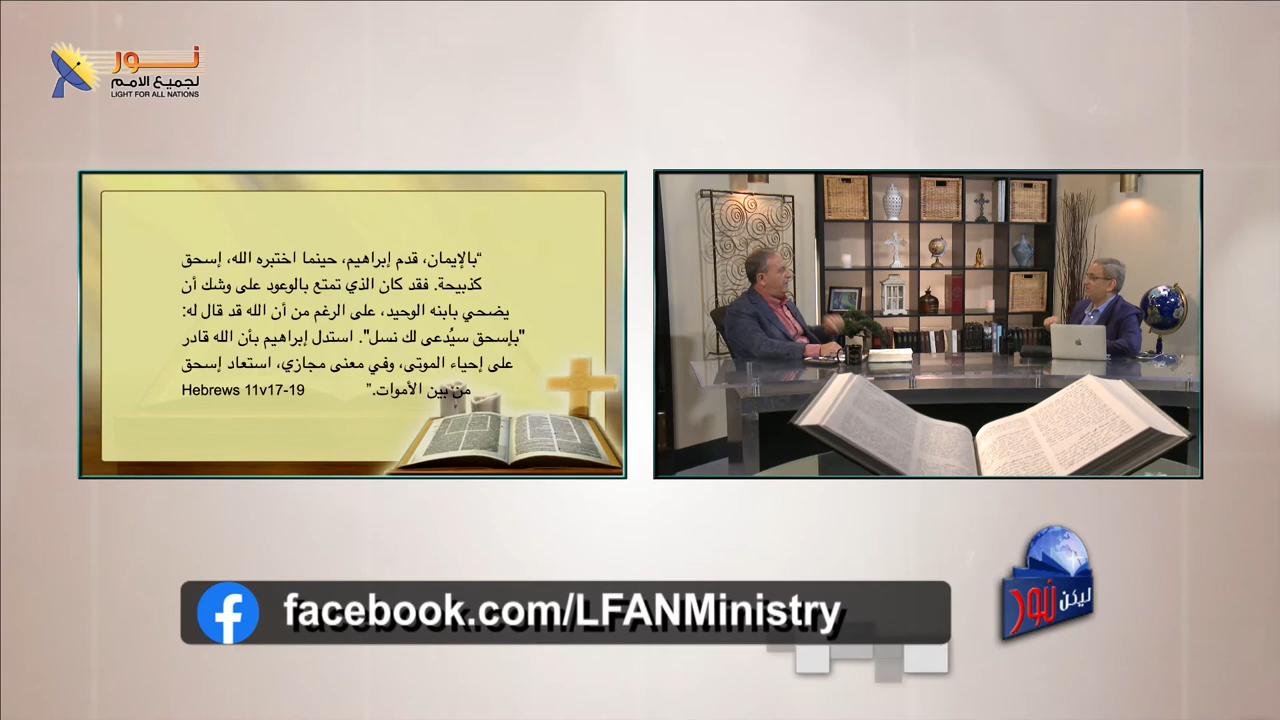 نور
لجميع الامم
LIGHT FOR ALL NATIONS
“بالإيمان، قدم إبراهيم، حينما اختبره الله، إسحق
كذبيحة. فقد كان الذي تمتع بالوعود على وشك أن
يضحي بابنه الوحيد، على الرغم من أن الله قد قال له:
"بإسحق سيُدعى لك نسل". استدل إبراهيم بأن الله قادر
على إحياء الموتى، وفي معنى مجازي، استعاد إسحق
من بين الأموات.” Hebrews 11v17-19
facebook.com/LFANMinistry
ليكن نور